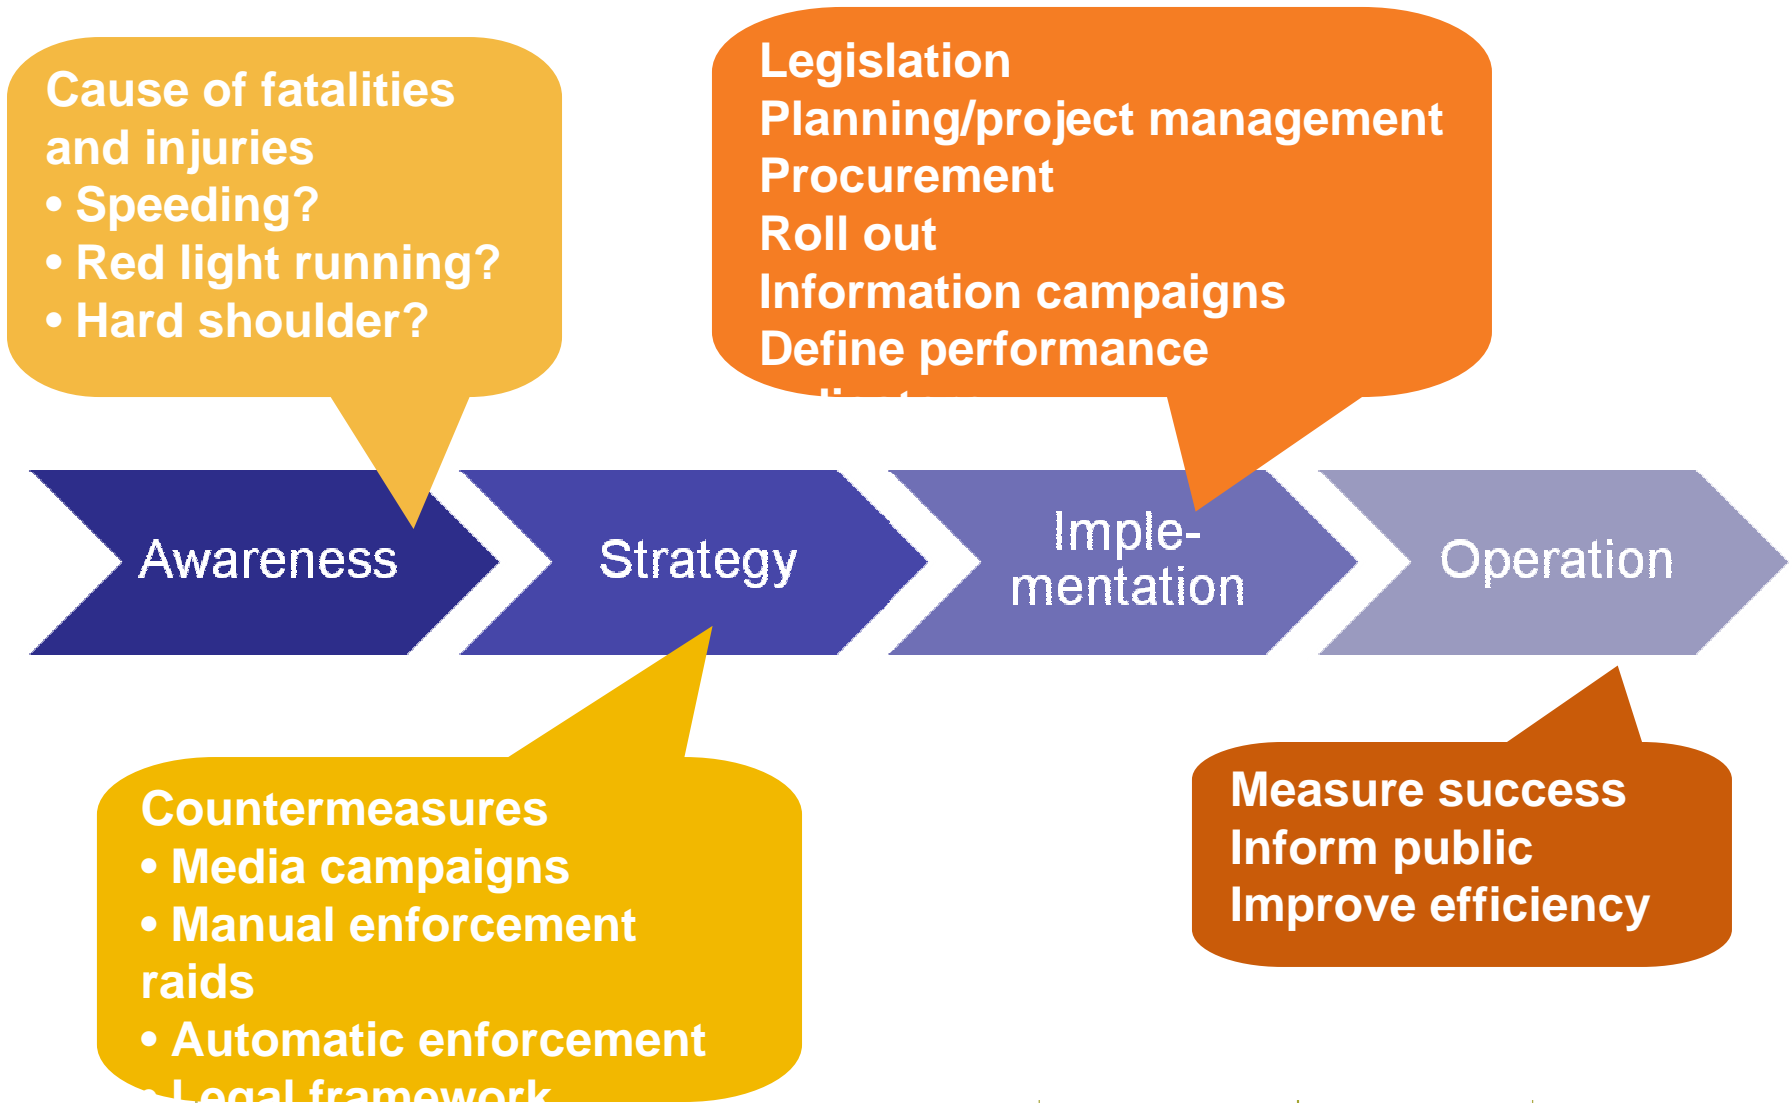 Cause of fatalities
and injuries
• Speeding?
• Red light running?
• Hard shoulder?
Legislation
Planning/project management
Procurement
Roll out
Information campaigns
Define performance
Awareness
Strategy
Imple-
mentation
Operation
Countermeasures
• Media campaigns
• Manual enforcement
raids
• Automatic enforcement
• Legal framework
Measure success
Inform public
Improve efficiency